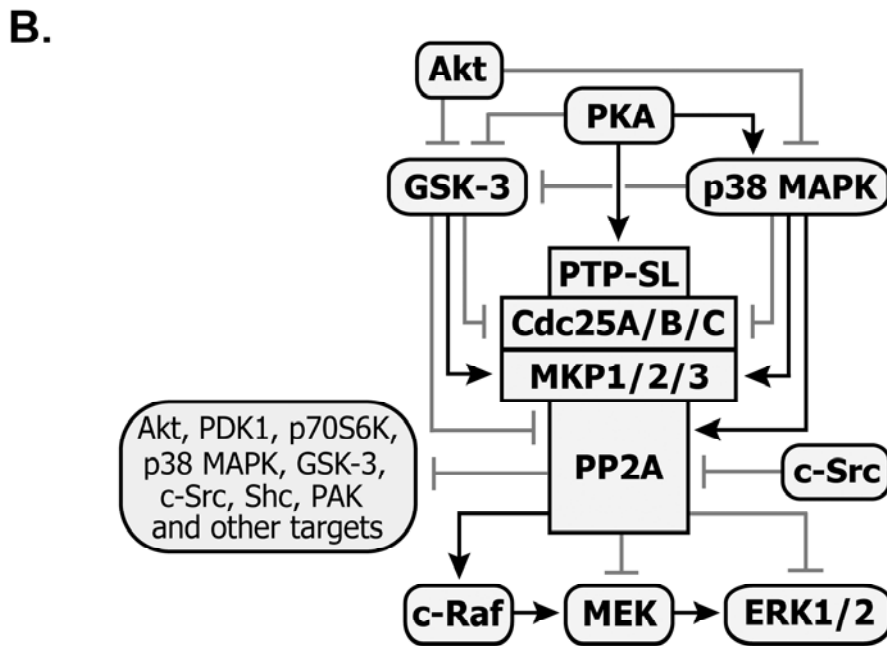 B.
Akt
PKA
GSK-3
p38 MAPK
PTP-SL
Cdc25A/B/C
MKP1/2/3
Akt, PDK1, p70S6K,
p38 MAPK, GSK-3,
c-Src, Shc, PAK
and other targets
PP2A
c-Src
c-Raf
MEK
ERK1/2